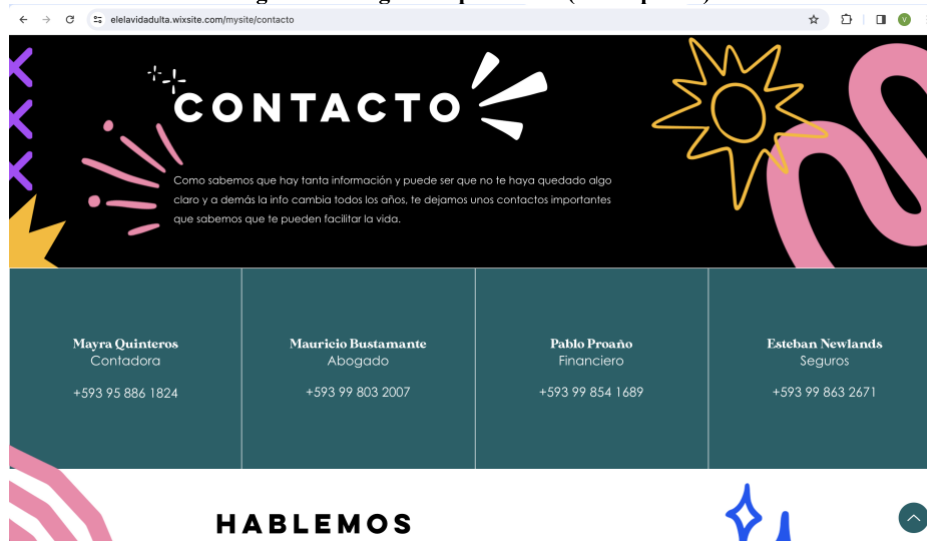 elelavidadulta.wixsite.com/mysite/contacto
V
CONTACTO
Como sabemos que hay tanta información y puede ser que no te haya quedado algo
claro y a demás la info cambia todos los años, te dejamos unos contactos importantes
que sabemos que te pueden facilitar la vida.
Mayra Quinteros
Contadora
+593 95 886 1824
Mauricio Bustamante
Abogado
+593 99 803 2007
Pablo Proaño
Financiero
+593 99 854 1689
Esteban Newlands
Seguros
+593 99 863 2671
HABLEMOS